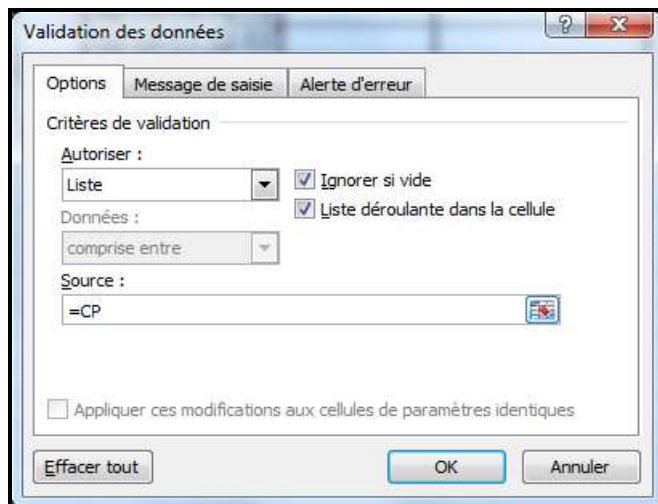 Validation des données
Options Message de saisie Alerte d'erreur
Critères de validation
Autoriser :
Liste
Ignorer si vide
Données :
Liste déroulante dans la cellule
comprise entre
Source :
=CP
Appliquer ces modifications aux cellules de paramètres identiques
Effacer tout OK Annuler